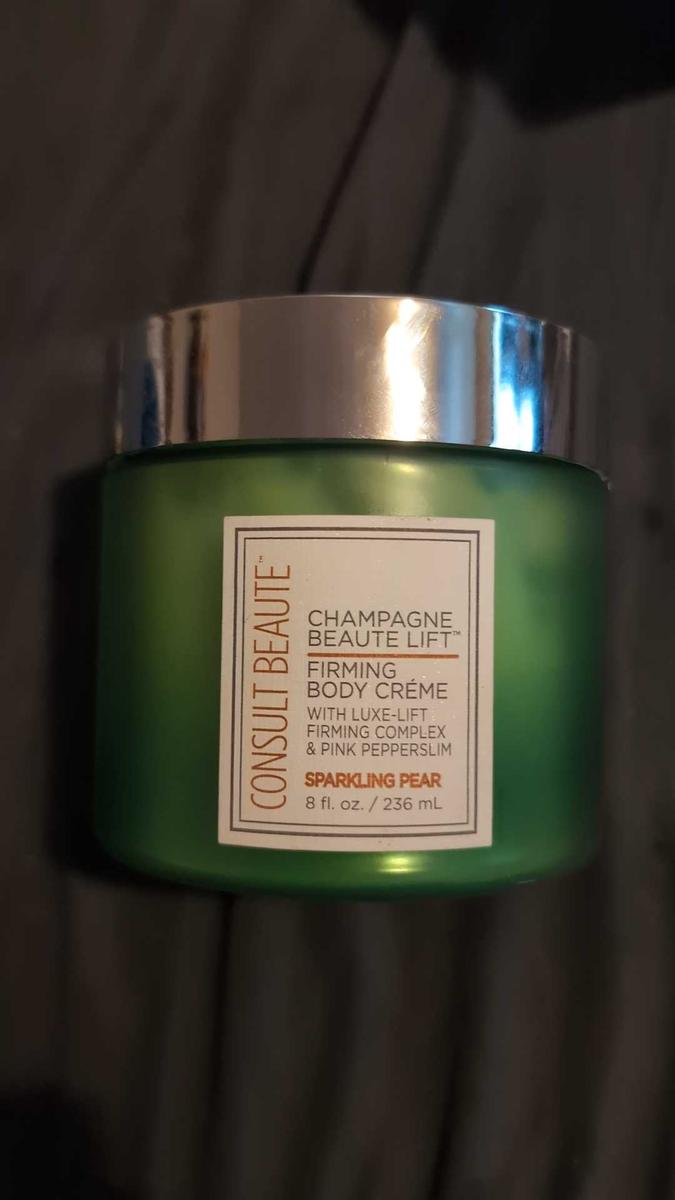 CONSULT BEAUTE™
CHAMPAGNE
BEAUTE LIFT™
FIRMING
BODY CRÉME
WITH LUXE-LIFT
FIRMING COMPLEX
& PINK PEPPERSLIM
SPARKLING PEAR
8 fl. oz. / 236 mL